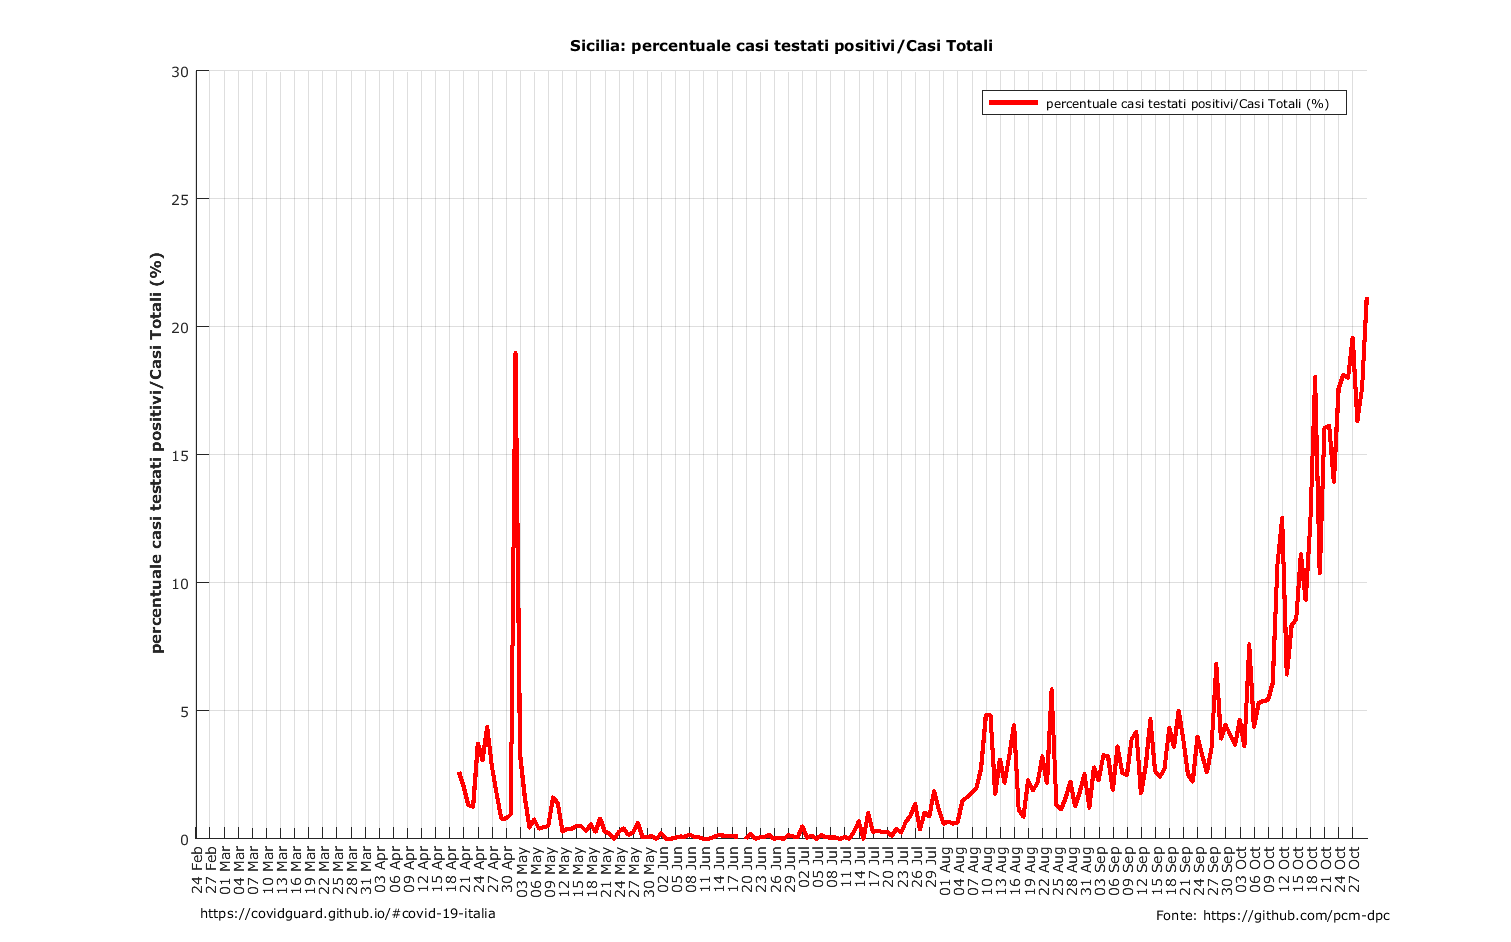 Sicilia: percentuale casi testati positivi/Casi Totali
percentuale casi testati positivi/Casi Totali (%)
percentuale casi testati positivi/Casi Totali (%)
30
25
20
15
10
5
0
24 Feb
27 Feb
01 Mar
04 Mar
07 Mar
10 Mar
13 Mar
16 Mar
19 Mar
22 Mar
25 Mar
28 Mar
31 Mar
03 Apr
06 Apr
09 Apr
12 Apr
15 Apr
18 Apr
21 Apr
24 Apr
27 Apr
30 Apr
03 May
06 May
09 May
12 May
15 May
18 May
21 May
24 May
27 May
30 May
02 Jun
05 Jun
08 Jun
11 Jun
14 Jun
17 Jun
20 Jun
23 Jun
26 Jun
29 Jun
02 Jul
05 Jul
08 Jul
11 Jul
14 Jul
17 Jul
20 Jul
23 Jul
26 Jul
29 Jul
01 Aug
04 Aug
07 Aug
10 Aug
13 Aug
16 Aug
19 Aug
22 Aug
25 Aug
28 Aug
31 Aug
03 Sep
06 Sep
09 Sep
12 Sep
15 Sep
18 Sep
21 Sep
24 Sep
27 Sep
30 Sep
03 Oct
06 Oct
09 Oct
12 Oct
15 Oct
18 Oct
21 Oct
24 Oct
27 Oct
https://covidguard.github.io/#covid-19-italia
Fonte: https://github.com/pcm-dpc